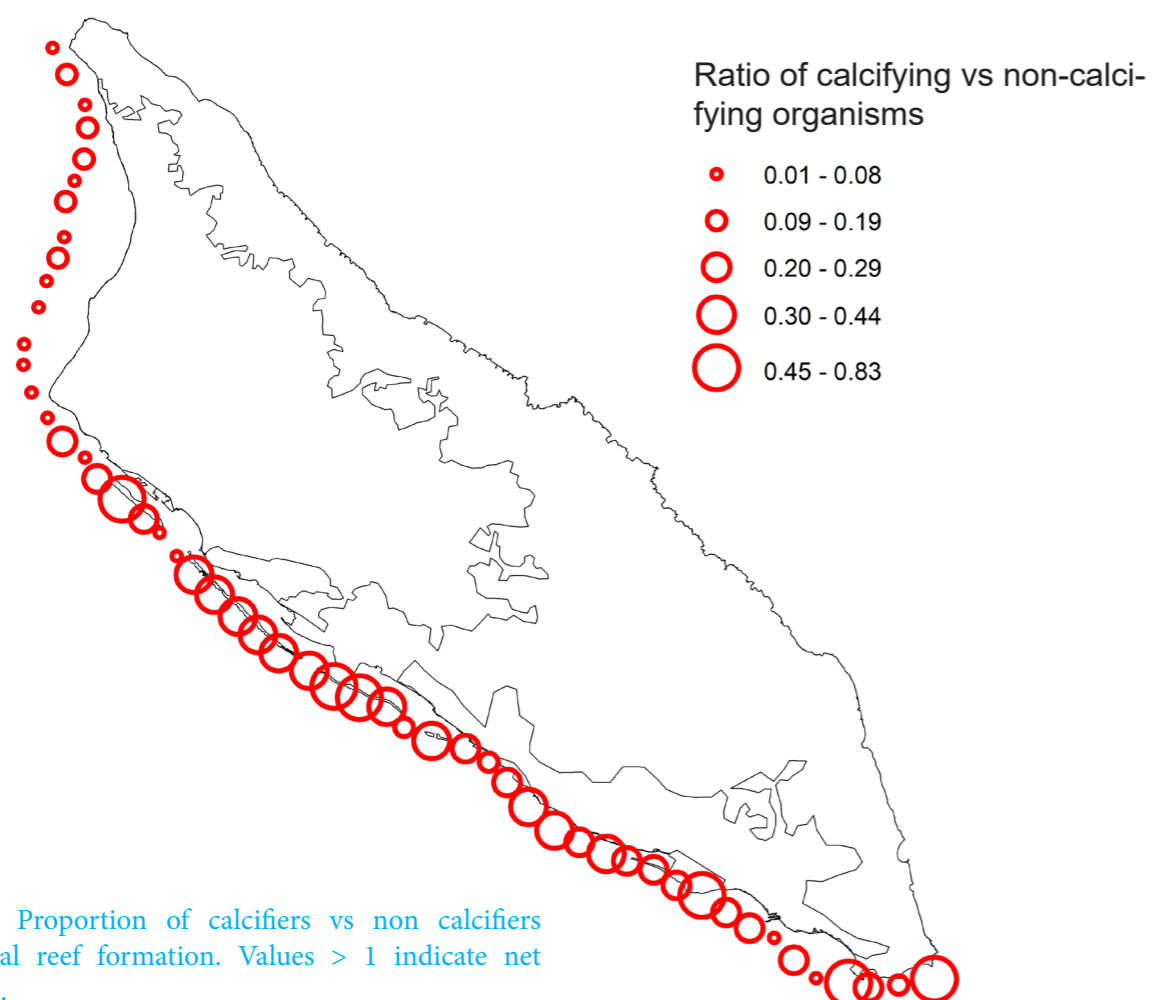 Ratio of calcifying vs non-calci-
fying organisms
0.01 - 0.08
0.09 - 0.19
0.20 - 0.29
0.30 - 0.44
0.45 - 0.83
Proportion of calcifiers vs non calcifiers
al reef formation. Values > 1 indicate net
.